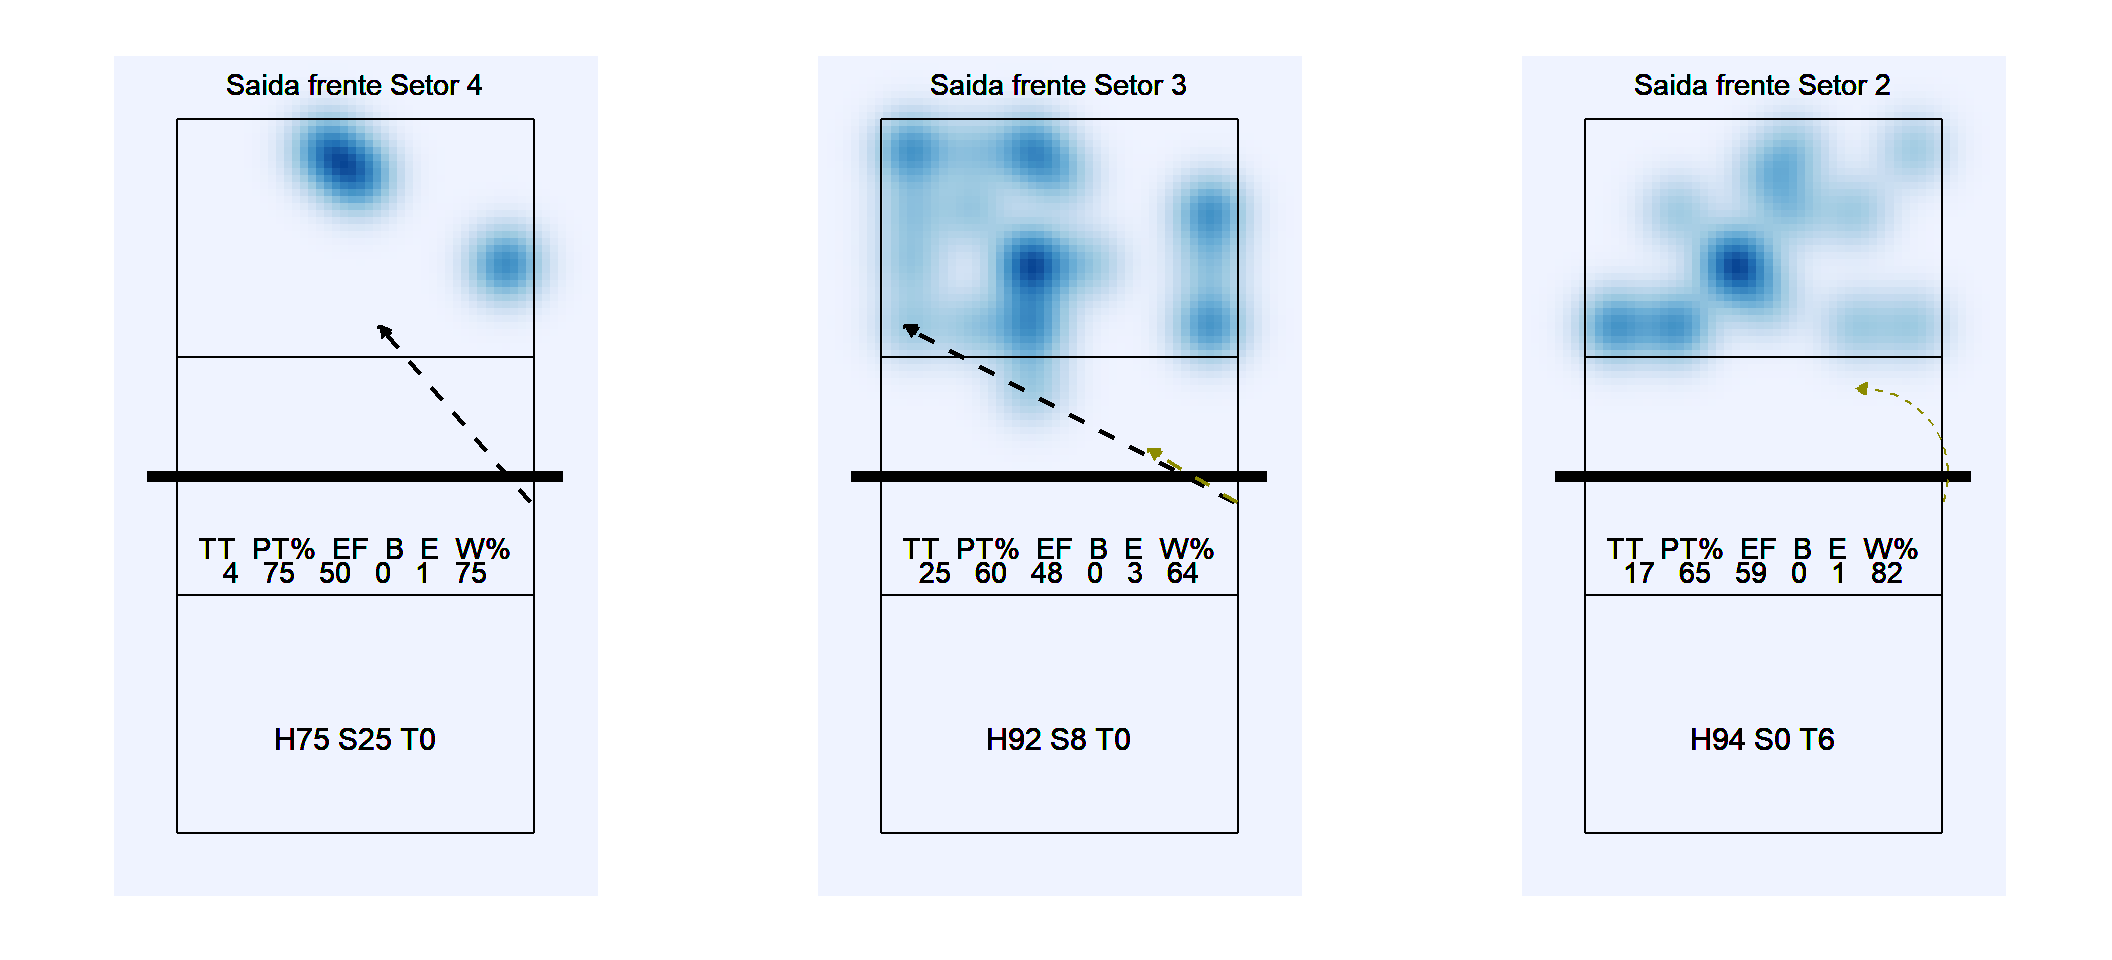 Saida frente Setor 4
TT PT% EF B E W%
4 75 50 0 1 75
H75 S25 T0
Saida frente Setor 3
TT PT% EF B E W%
25 60 48 0 3 64
H92 S8 T0
Saida frente Setor 2
TT PT% EF B E W%
17 65 59 0 1 82
H94 S0 T6